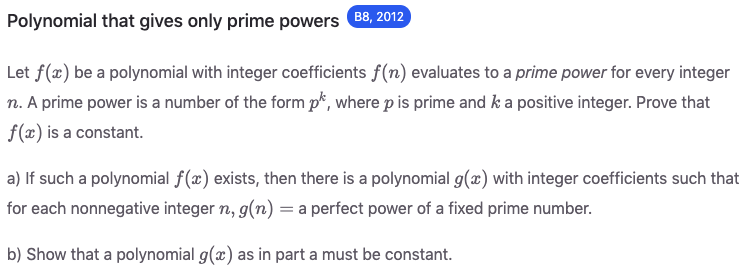 Polynomial that gives only prime powers B8, 2012
Let f(x) be a polynomial with integer coefficients f(n) evaluates to a prime power for every integer
n. A prime power is a number of the form p^k, where p is prime and k a positive integer. Prove that
f(x) is a constant.
a) If such a polynomial f(x) exists, then there is a polynomial g(x) with integer coefficients such that
for each nonnegative integer n, g(n) = a perfect power of a fixed prime number.
b) Show that a polynomial g(x) as in part a must be constant.